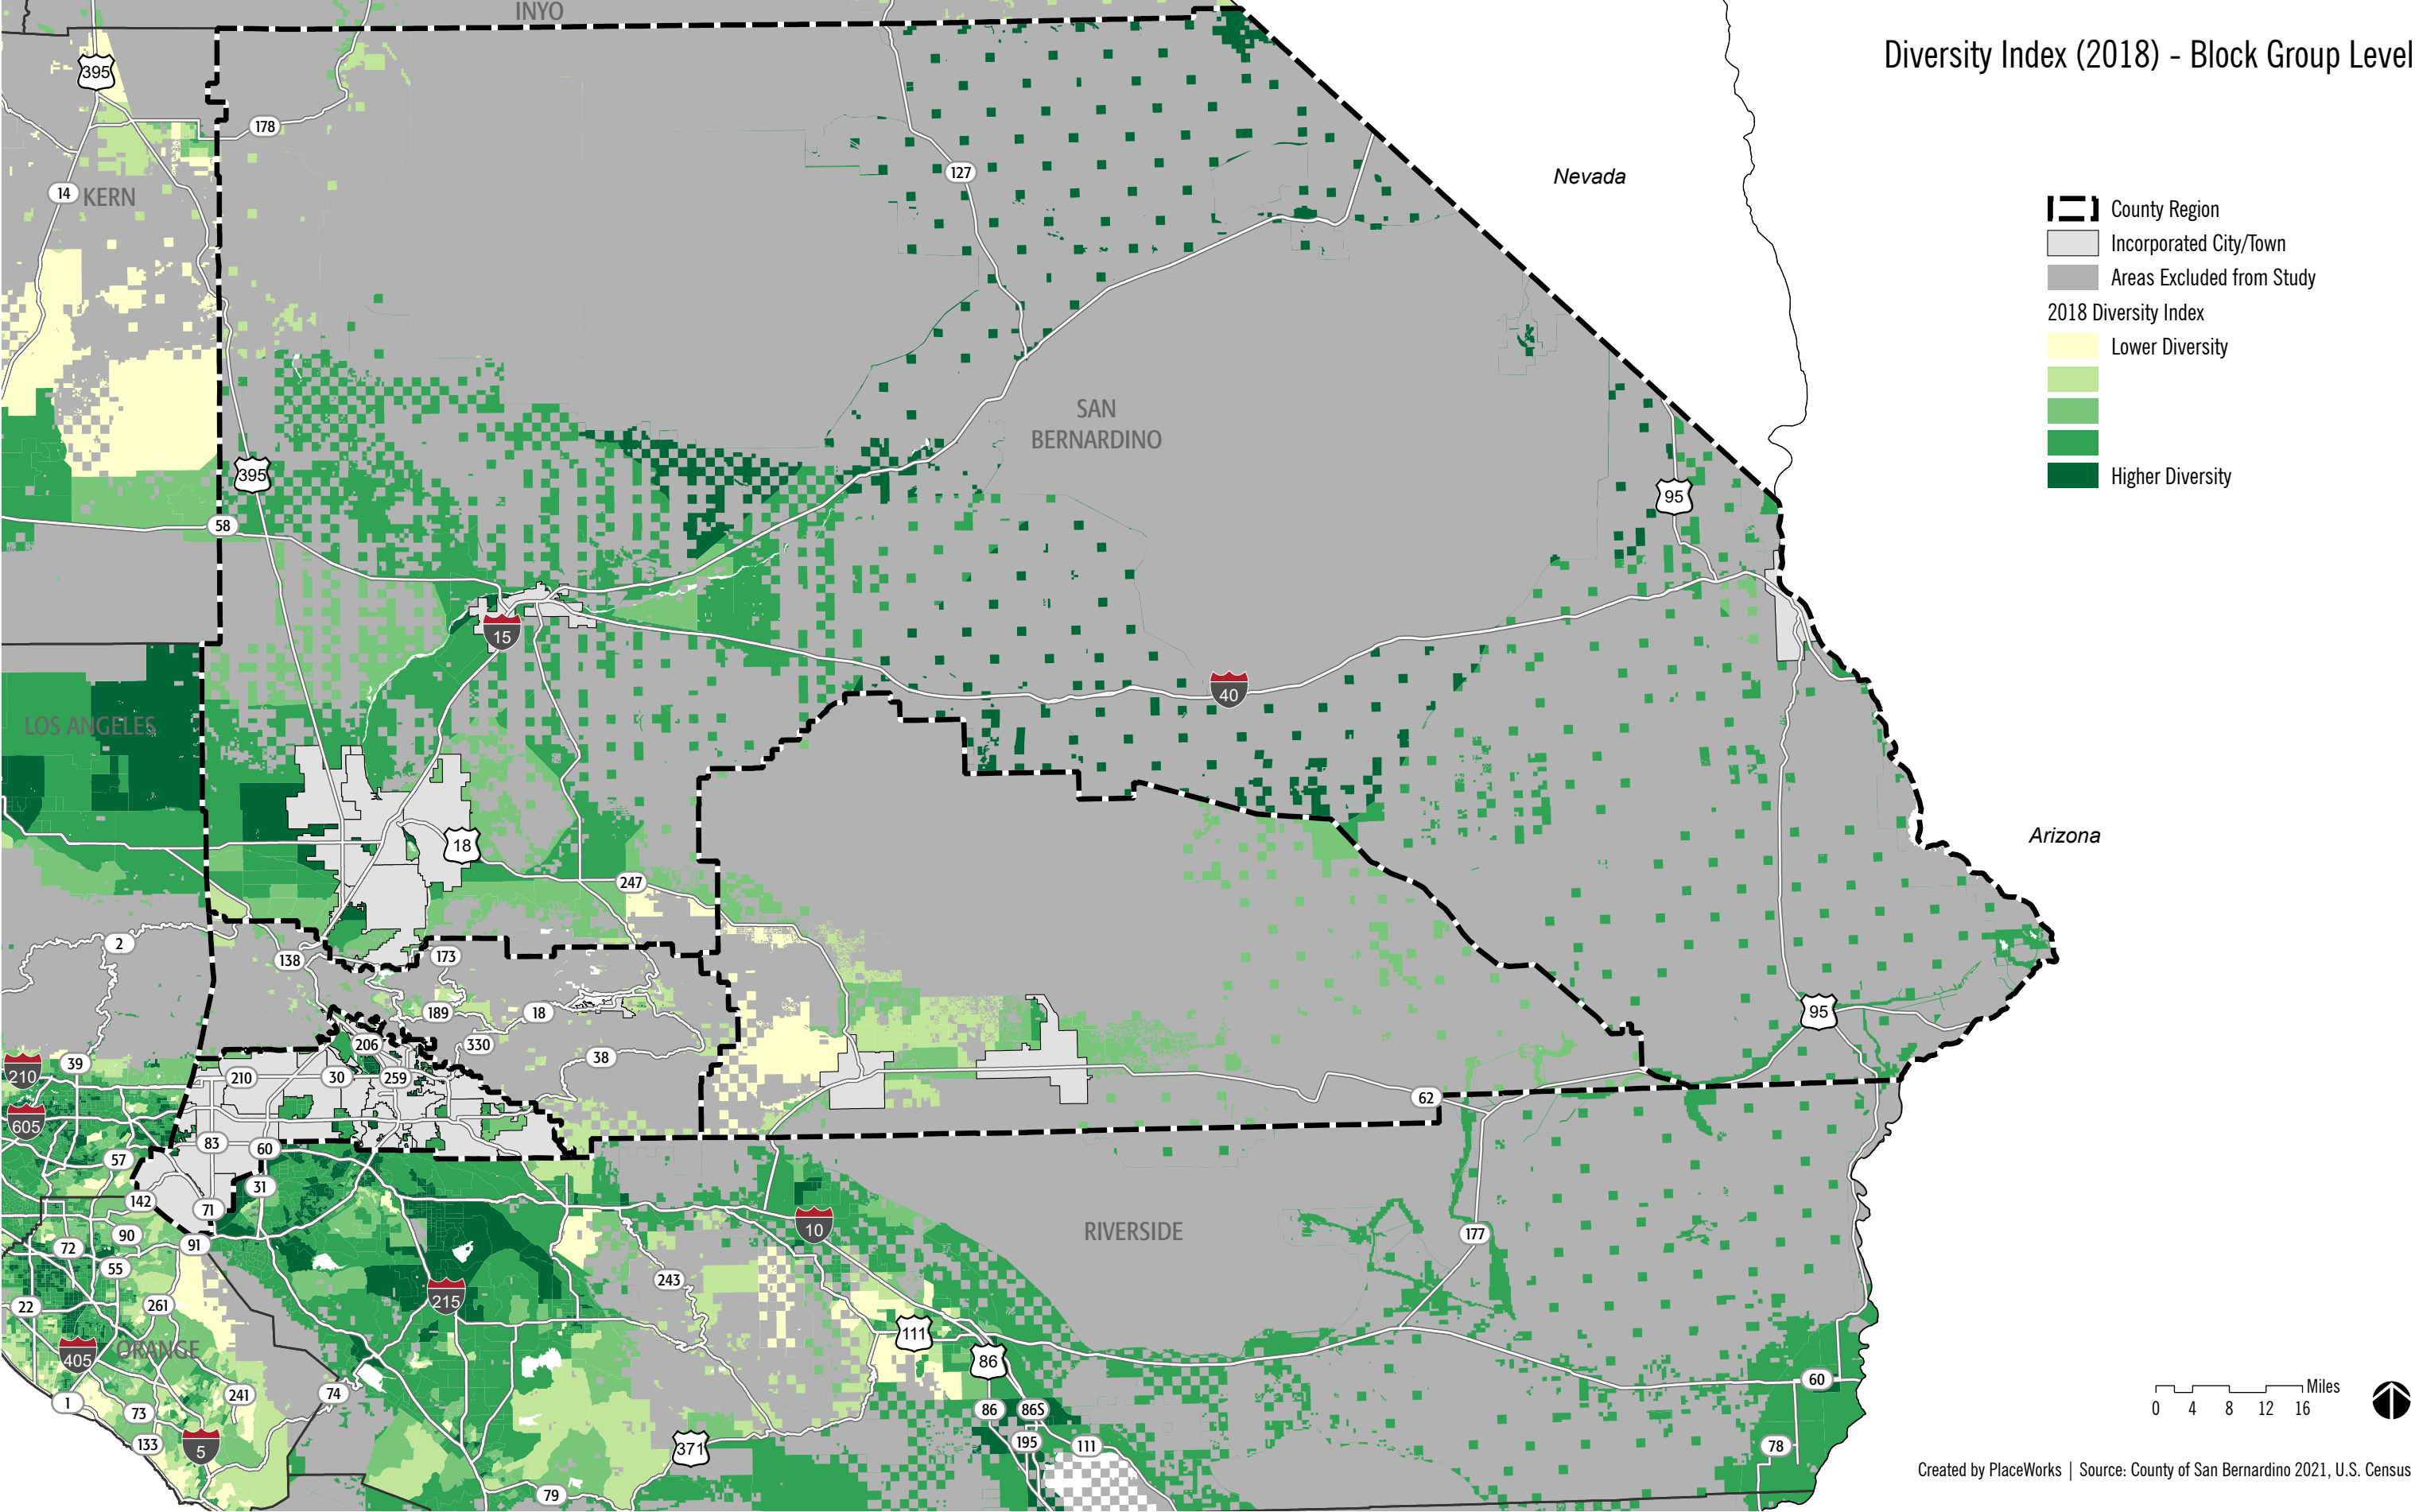 INYO
Diversity Index (2018) - Block Group Level
395
178
127
14
KERN
Nevada
County Region
Incorporated City/Town
Areas Excluded from Study
2018 Diversity Index
Lower Diversity
Higher Diversity
SAN
BERNARDINO
395
95
58
15
40
LOS ANGELES
18
Arizona
247
2
138
173
189
18
95
206
330
38
39
210
210
30
259
62
605
83
60
57
31
142
71
10
RIVERSIDE
177
90
91
72
55
243
261
215
22
111
ORANGE
405
86
60
Miles
0 4 8 12 16
241
74
1
73
86
86S
133
5
371
195
111
78
79
Created by PlaceWorks | Source: County of San Bernardino 2021, U.S. Census